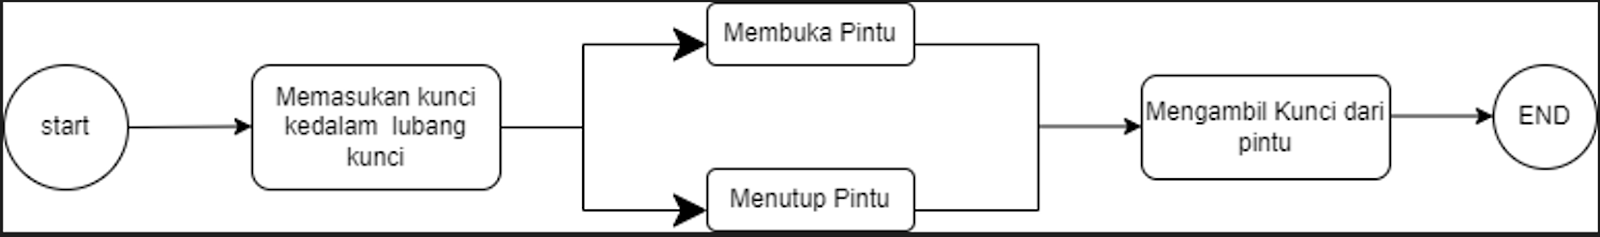 start
Memasukan kunci
kedalam lubang
kunci
Membuka Pintu
Menutup Pintu
Mengambil Kunci dari
pintu
END